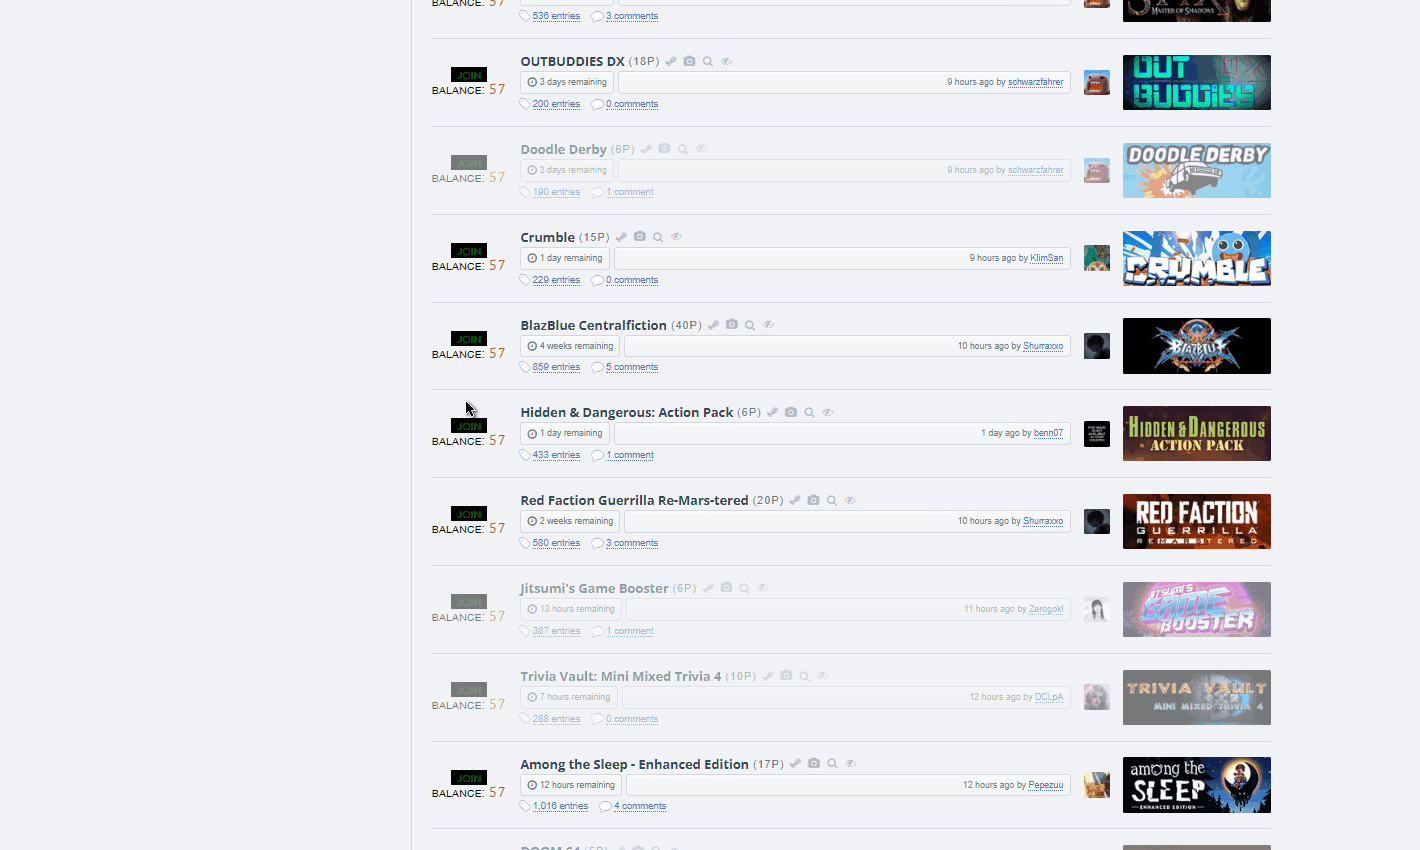 BALANCE: 57
536 entries 3 comments
MASTER OF SHADOWS
OUTBUDDIES DX (18P)
JOIN
BALANCE: 57
3 days remaining
9 hours ago by schwarzfahrer
200 entries 0 comments
OUT DX
BUDDIES
Doodle Derby (6P)
JOIN
BALANCE: 57
3 days remaining
9 hours ago by schwarzfahrer
190 entries 1 comment
DOODLE DERBY
Crumble (15P)
JOIN
BALANCE: 57
1 day remaining
9 hours ago by KlimSan
229 entries 0 comments
CRUMBLE
BlazBlue Centralfiction (40P)
JOIN
BALANCE: 57
4 weeks remaining
10 hours ago by Shurraxxo
859 entries 5 comments
BLAZBLUE
Hidden & Dangerous: Action Pack (6P)
JOIN
BALANCE: 57
1 day remaining
1 day ago by benn07
433 entries 1 comment
HIDDEN & DANGEROUS
ACTION PACK
Red Faction Guerrilla Re-Mars-tered (20P)
JOIN
BALANCE: 57
2 weeks remaining
10 hours ago by Shurraxxo
580 entries 3 comments
RED FACTION
GUERRILLA
RE-MARS-TERED
Jitsumi's Game Booster (6P)
JOIN
BALANCE: 57
13 hours remaining
11 hours ago by Zerogoki
387 entries 1 comment
JITSUMI'S
GAME
BOOSTER
Trivia Vault: Mini Mixed Trivia 4 (10P)
JOIN
BALANCE: 57
7 hours remaining
12 hours ago by DCLpA
288 entries 0 comments
TRIVIA VAULT
MINI MIXED TRIVIA 4
Among the Sleep - Enhanced Edition (17P)
JOIN
BALANCE: 57
12 hours remaining
12 hours ago by Pepezuu
1,016 entries 4 comments
among the
SLEEP
ENHANCED EDITION
DOOM 64 (5P)